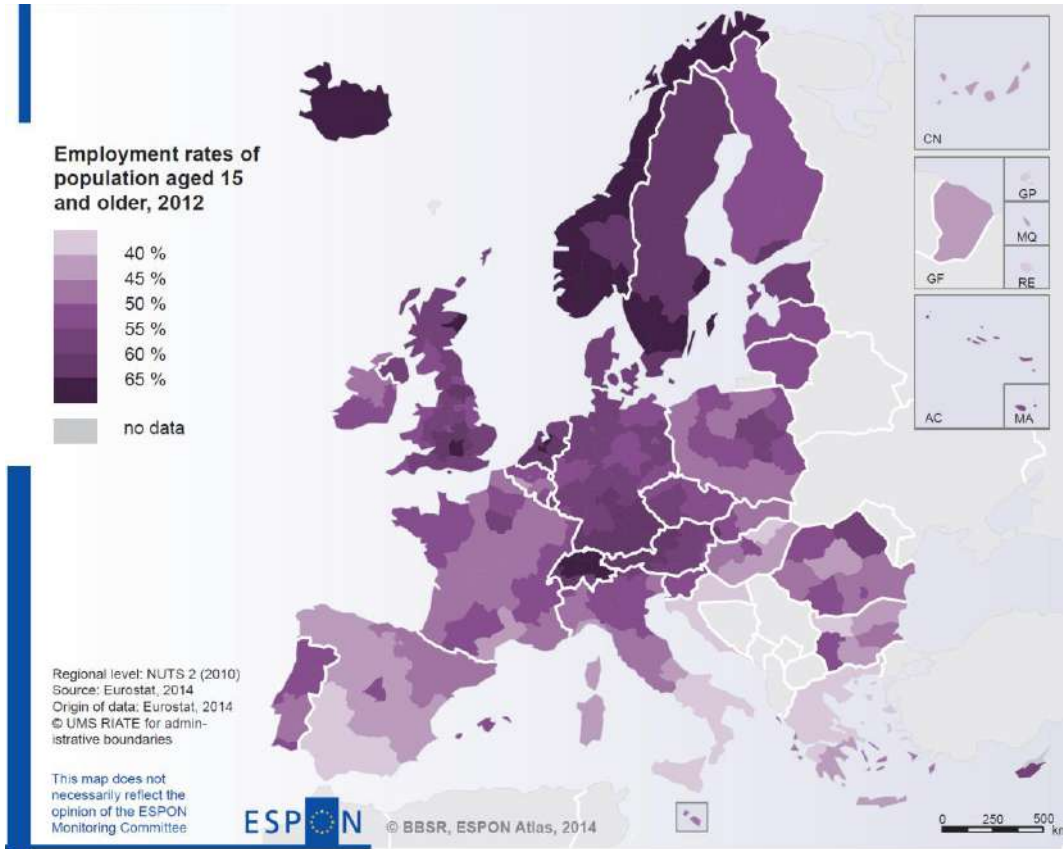 Employment rates of
population aged 15
and older, 2012
40 %
45 %
50 %
55 %
60 %
65 %
no data
CN
GP
MQ
GF
RE
AC
MA
Regional level: NUTS 2 (2010)
Source: Eurostat, 2014
Origin of data: Eurostat, 2014
© UMS RIATE for admin-
istrative boundaries
This map does not
necessarily reflect the
opinion of the ESPON
Monitoring Committee
ESPON
© BBSR, ESPON Atlas, 2014
0 250 500
km